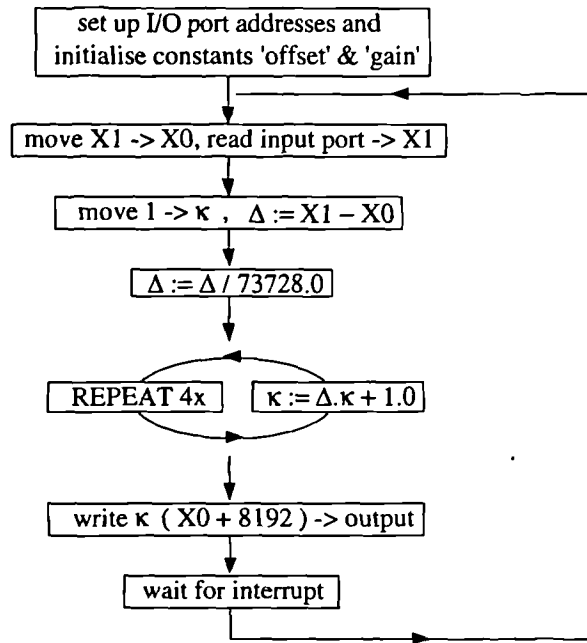 set up I/O port addresses and
initialise constants 'offset' & 'gain'
move X1 -> X0, read input port -> X1
move 1 -> κ , Δ := X1 – X0
Δ := Δ / 73728.0
REPEAT 4x
κ := Δ.κ + 1.0
write κ ( X0 + 8192 ) -> output
wait for interrupt